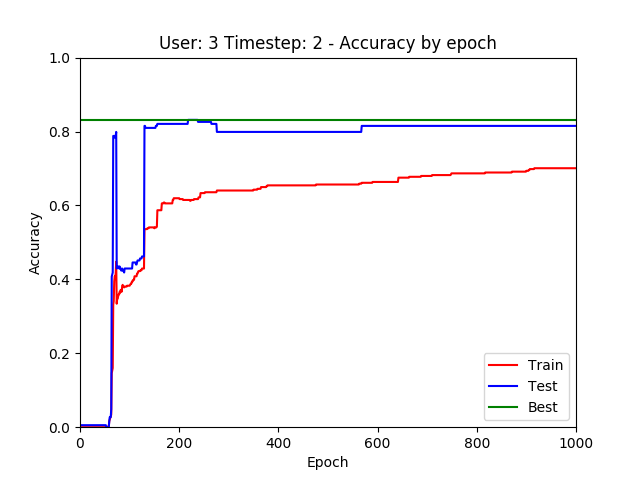 User: 3 Timestep: 2 - Accuracy by epoch
1.0
0.8
0.6
0.4
0.2
0.0
Accuracy
0 200 400 600 800 1000
Epoch
Train
Test
Best